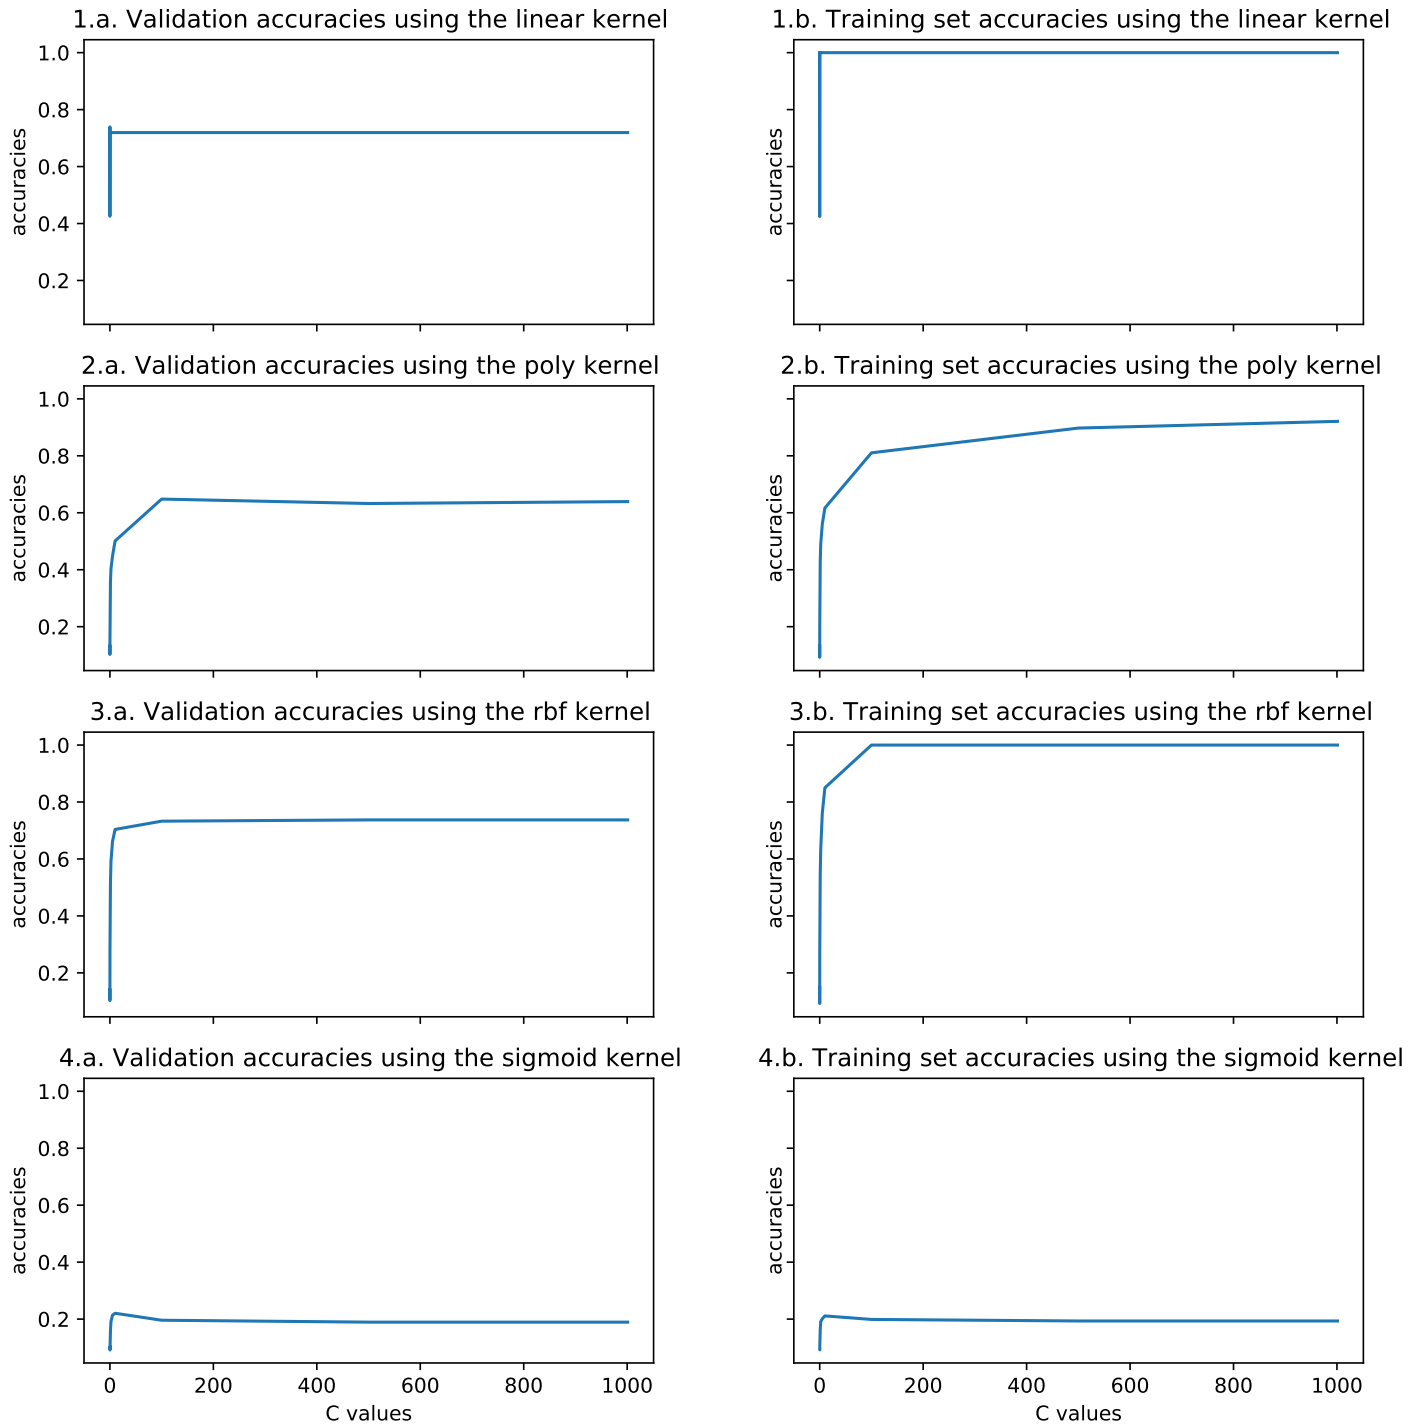 1.a. Validation accuracies using the linear kernel
1.0
0.8
0.6
0.4
0.2
accuracies
1.b. Training set accuracies using the linear kernel
accuracies
2.a. Validation accuracies using the poly kernel
1.0
0.8
0.6
0.4
0.2
accuracies
2.b. Training set accuracies using the poly kernel
accuracies
3.a. Validation accuracies using the rbf kernel
1.0
0.8
0.6
0.4
0.2
accuracies
3.b. Training set accuracies using the rbf kernel
accuracies
4.a. Validation accuracies using the sigmoid kernel
1.0
0.8
0.6
0.4
0.2
accuracies
0 200 400 600 800 1000
C values
4.b. Training set accuracies using the sigmoid kernel
accuracies
0 200 400 600 800 1000
C values